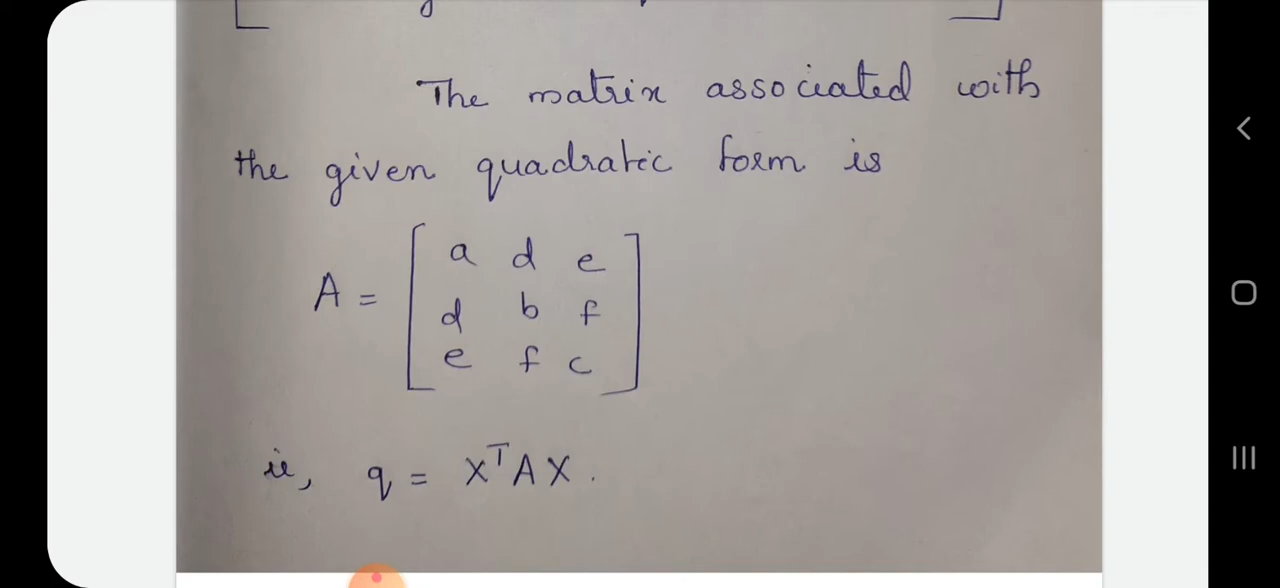 The matrix associated with
the given quadratic form is
A = [ a d e
d b f
e f c ]
ie, q = XᵀAX.